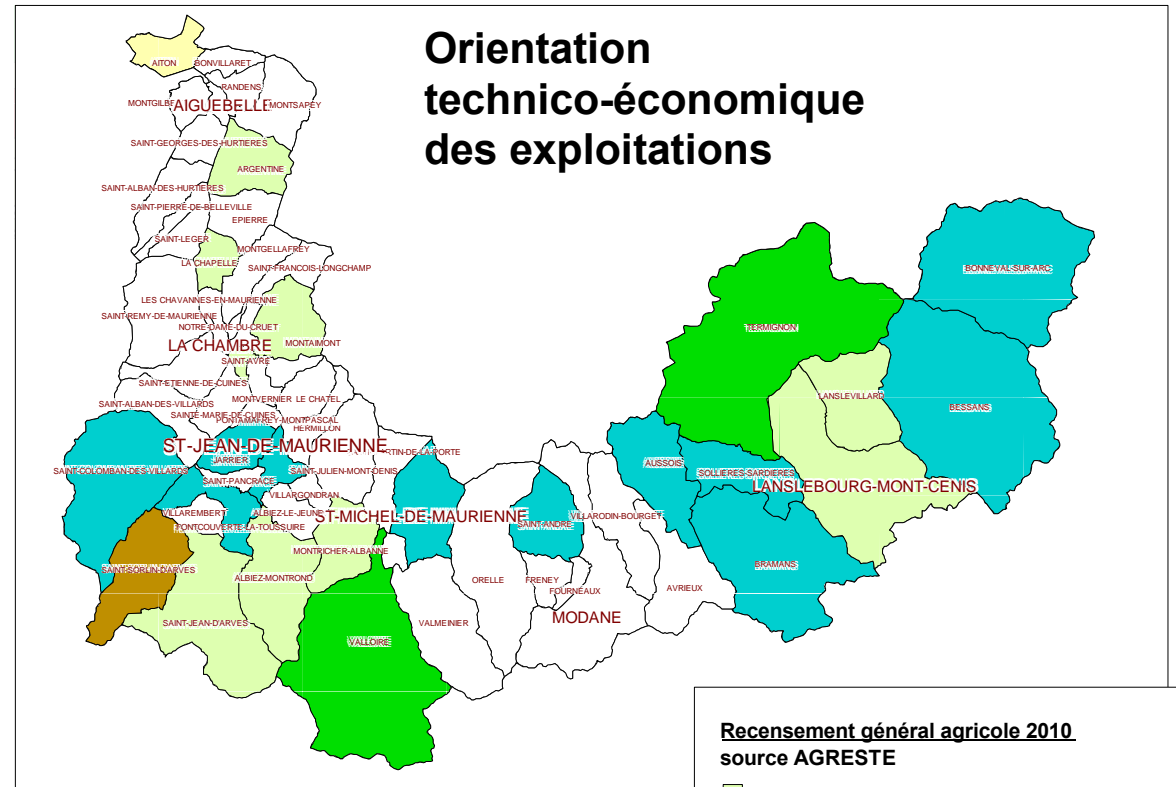 Orientation
technico-économique
des exploitations
AITON
BONVILLARET
RANDENS
AIGUEBELLE
MONTSAPEY
SAINT-GEORGES-DES-HURTIERES
ARGENTINE
SAINT-ALBAN-DES-HURTIERES
SAINT-PIERRE-DE-BELLEVILLE
EPIERRE
SAINT-LEGER
MONTGELLAFREY
LA CHAPELLE
SAINT-FRANCOIS-LONGCHAMP
BONNEVAL-SUR-ARC
LES CHAVANNES-EN-MAURIENNE
SAINT-REMY-DE-MAURIENNE
NOTRE-DAME-DU-CRUET
TERMIGNON
LA CHAMBRE
MONTAIMONT
SAINT-AVRE
SAINT-ETIENNE-DE-CUINES
LANSLEVILLARD
SAINT-ALBAN-DES-VILLARDS
MONTVERNIER
LE CHATEL
BESSANS
SAINTE-MARIE-DE-CUINES
PONTAMAFREY-MONTPASCAL
HERMILLON
ST-JEAN-DE-MAURIENNE
RTIN-DE-LA-PORTE
JARRIER
AUSSOIS
SAINT-COLOMBAN-DES-VILLARDS
SAINT-JULIEN-MONT-DENIS
SOLLIERES-SARDIERES
SAINT-PANCRACE
LANSLEBOURG-MONT-CENIS
VILLARGONDRAN
VILLAREMBERT
ALBIEZ-LE-JEUNE
ST-MICHEL-DE-MAURIENNE
SAINT-ANDRE
VILLARODIN-BOURGET
FONTCOUVERTE-LA-TOUSSUIRE
MONTRICHER-ALBANNE
SAINT-SORLIN-D'ARVES
ALBIEZ-MONTROND
ORELLE
FRENEY
FOURNEAUX
AVRIEUX
BRAMANS
SAINT-JEAN-D'ARVES
VALMEINIER
MODANE
VALLOIRE
Recensement général agricole 2010
source AGRESTE